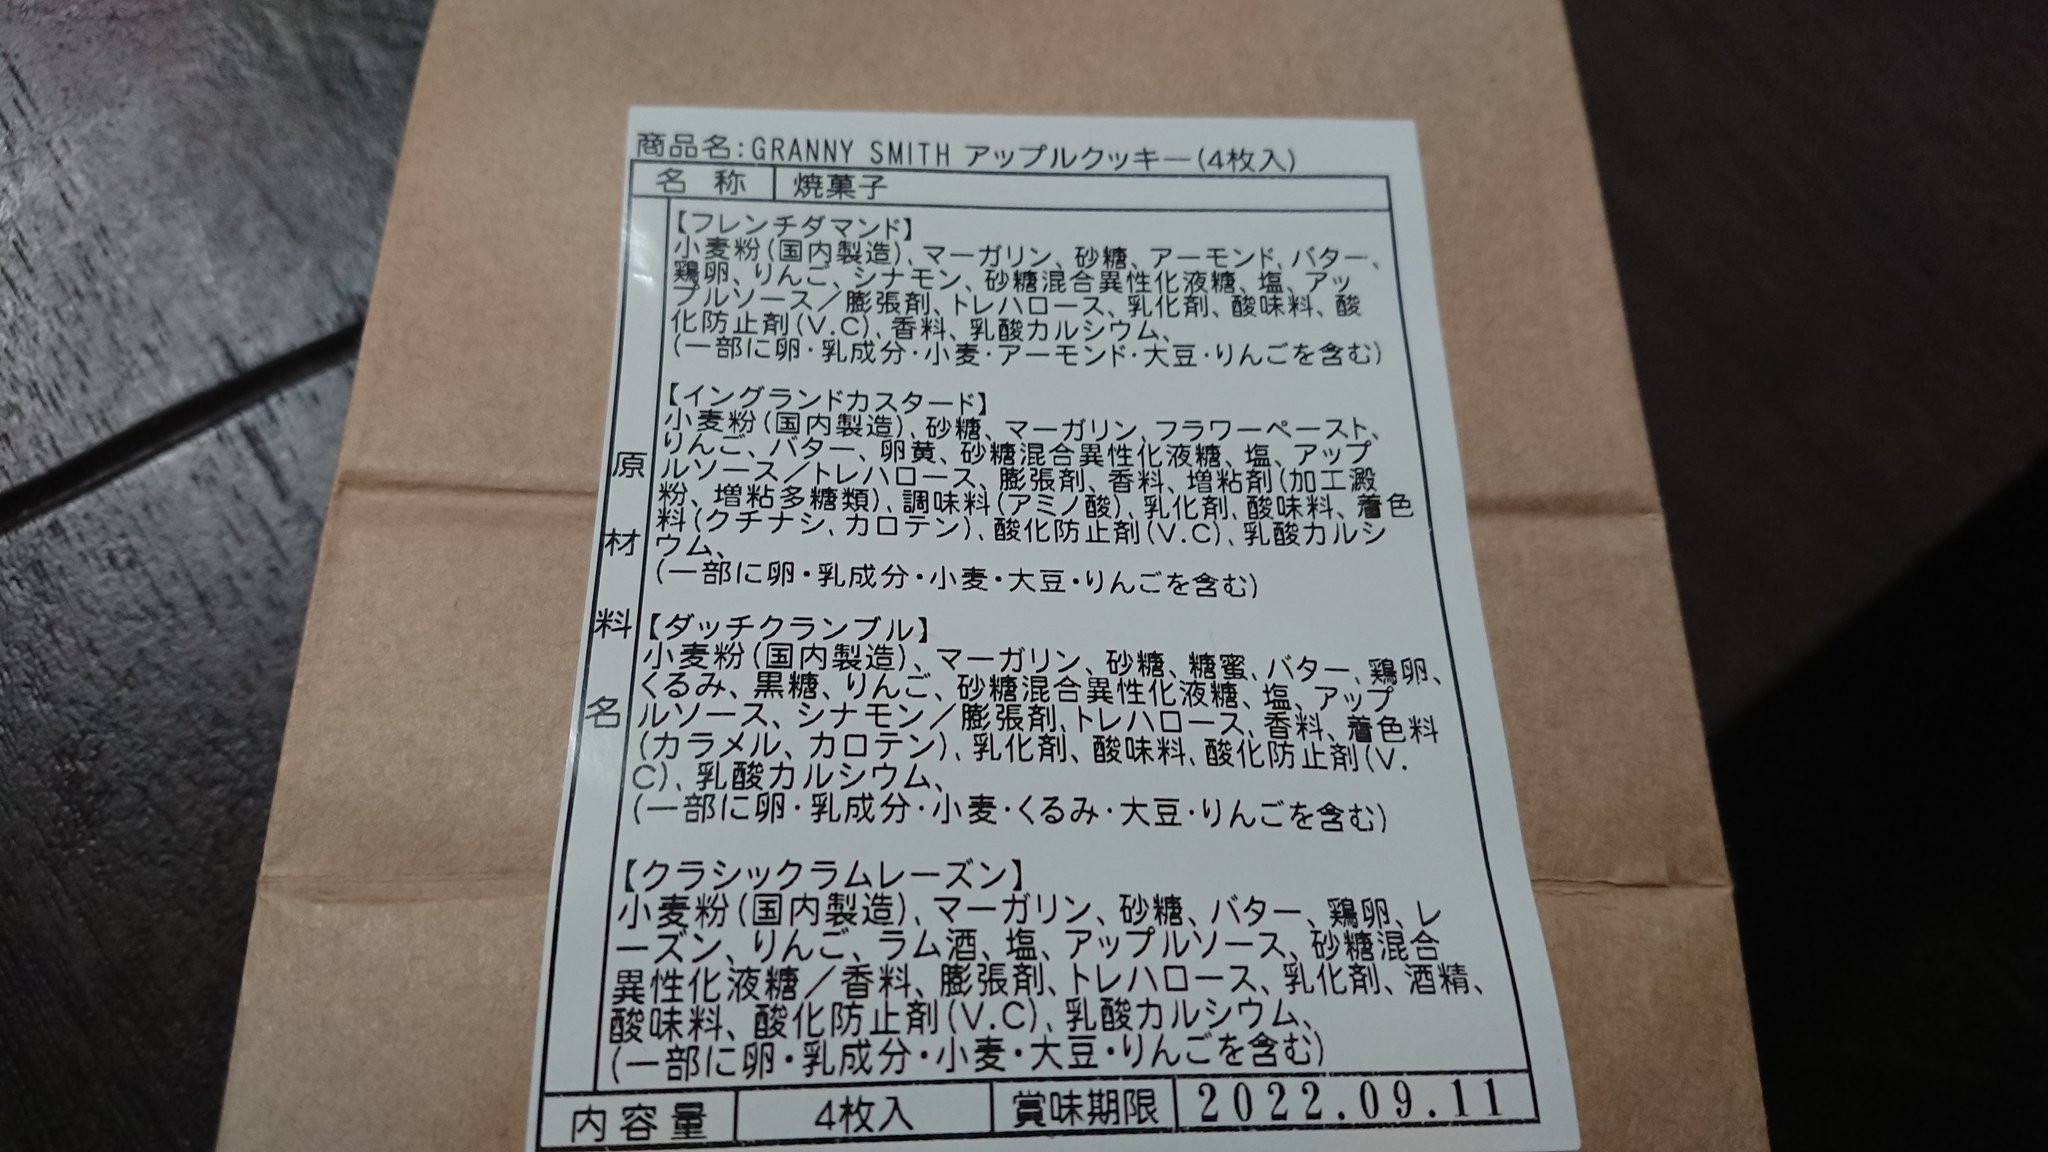 商品名:GRANNY SMITH アップルクッキー(4枚入)
名 称 焼菓子
原材料名
【フレンチダマンド】
小麦粉(国内製造)、マーガリン、砂糖、アーモンド、バター、
鶏卵、りんご、シナモン、砂糖混合異性化液糖、塩、アッ
プルソース/膨張剤、トレハロース、乳化剤、酸味料、酸
化防止剤(V.C)、香料、乳酸カルシウム、
(一部に卵・乳成分・小麦・アーモンド・大豆・りんごを含む)
【イングランドカスタード】
小麦粉(国内製造)、砂糖、マーガリン、フラワーペースト、
りんご、バター、卵黄、砂糖混合異性化液糖、塩、アップ
ルソース/トレハロース、膨張剤、香料、増粘剤(加工澱
粉、増粘多糖類)、調味料(アミノ酸)、乳化剤、酸味料、着色
料(クチナシ、カロテン)、酸化防止剤(V.C)、乳酸カルシ
ウム、
(一部に卵・乳成分・小麦・大豆・りんごを含む)
【ダッチクランブル】
小麦粉(国内製造)、マーガリン、砂糖、糖蜜、バター、鶏卵、
くるみ、黒糖、りんご、砂糖混合異性化液糖、塩、アップ
ルソース、シナモン/膨張剤、トレハロース、香料、着色料
(カラメル、カロテン)、乳化剤、酸味料、酸化防止剤(V.
C)、乳酸カルシウム、
(一部に卵・乳成分・小麦・くるみ・大豆・りんごを含む)
【クラシックラムレーズン】
小麦粉(国内製造)、マーガリン、砂糖、バター、鶏卵、レ
ーズン、りんご、ラム酒、塩、アップルソース、砂糖混合
異性化液糖/香料、膨張剤、トレハロース、乳化剤、酒精、
酸味料、酸化防止剤(V.C)、乳酸カルシウム、
(一部に卵・乳成分・小麦・大豆・りんごを含む)
内容量 4枚入 賞味期限 2022.09.11